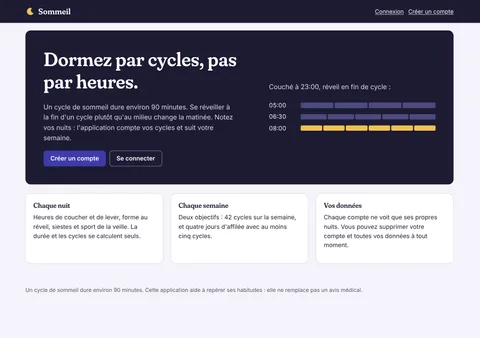 Sommeil
Connexion Créer un compte
Dormez par cycles, pas
par heures.
Un cycle de sommeil dure environ 90 minutes. Se réveiller à
la fin d'un cycle plutôt qu'au milieu change la matinée. Notez
vos nuits : l'application compte vos cycles et suit votre
semaine.
Créer un compte
Se connecter
Couché à 23:00, réveil en fin de cycle :
05:00
06:30
08:00
Chaque nuit
Heures de coucher et de lever, forme au
réveil, siestes et sport de la veille. La
durée et les cycles se calculent seuls.
Chaque semaine
Deux objectifs : 42 cycles sur la semaine,
et quatre jours d'affilée avec au moins
cinq cycles.
Vos données
Chaque compte ne voit que ses propres
nuits. Vous pouvez supprimer votre
compte et toutes vos données à tout
moment.
Un cycle de sommeil dure environ 90 minutes. Cette application aide à repérer ses habitudes : elle ne remplace pas un avis médical.